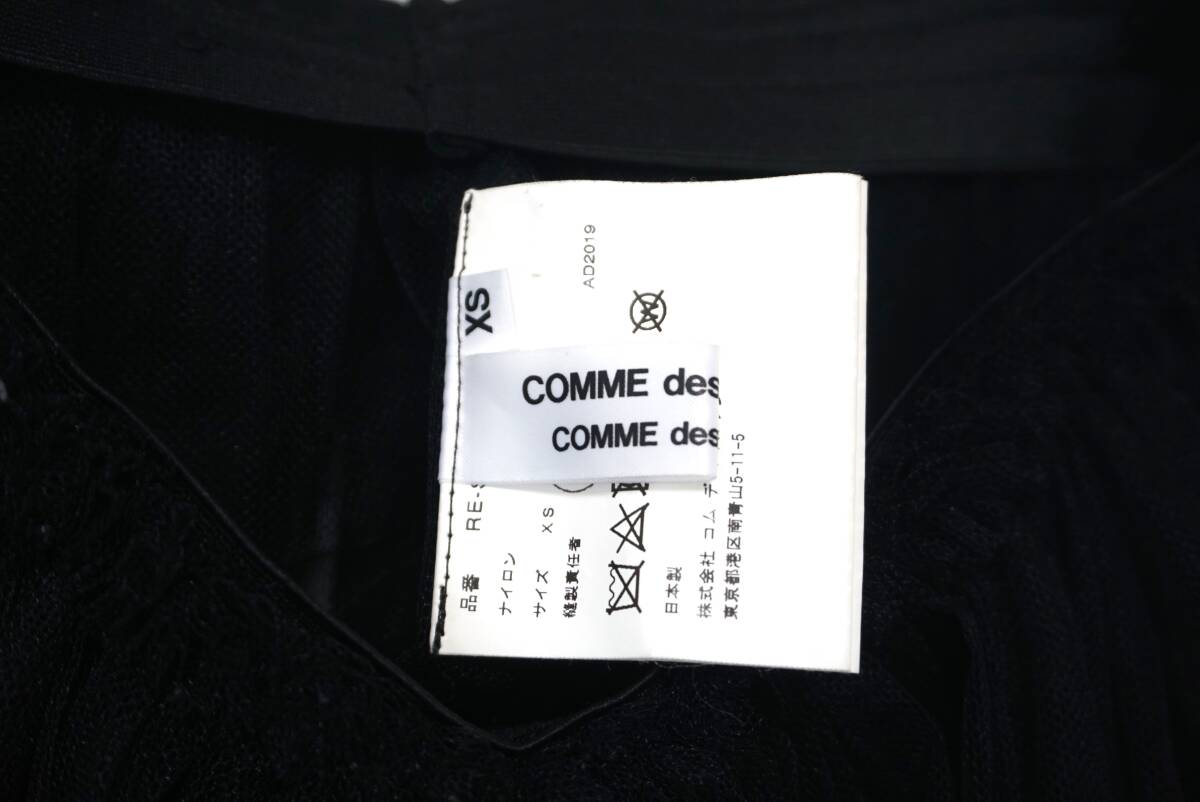 XS
COMME des
COMME des
AD2019
品番 RE-S
ナイロン
サイズ XS
縫製責任者
日本製
株式会社 コム デ
東京都港区南青山5-11-5